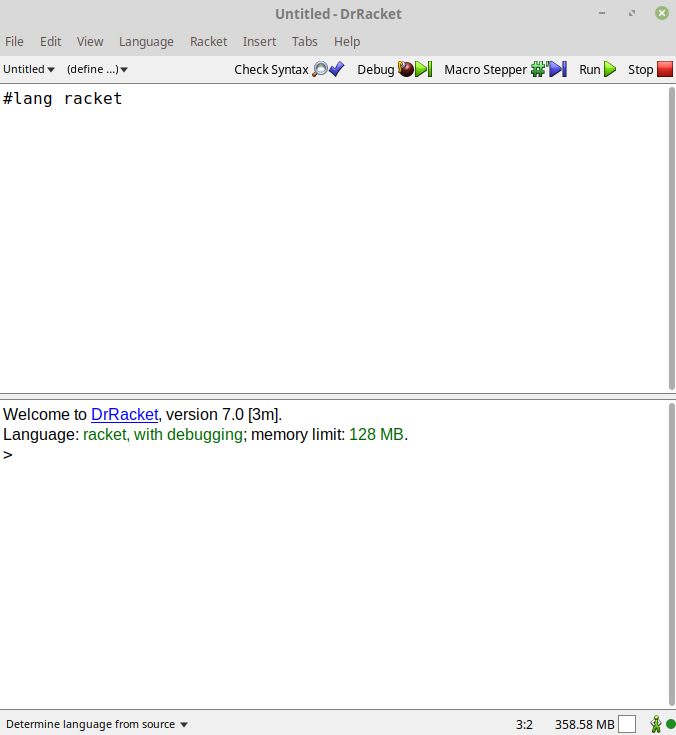 Untitled - DrRacket
File Edit View Language Racket Insert Tabs Help
Untitled (define ...) Check Syntax Debug Macro Stepper Run Stop
#lang racket
Welcome to DrRacket, version 7.0 [3m].
Language: racket, with debugging; memory limit: 128 MB.
>
Determine language from source 3:2 358.58 MB